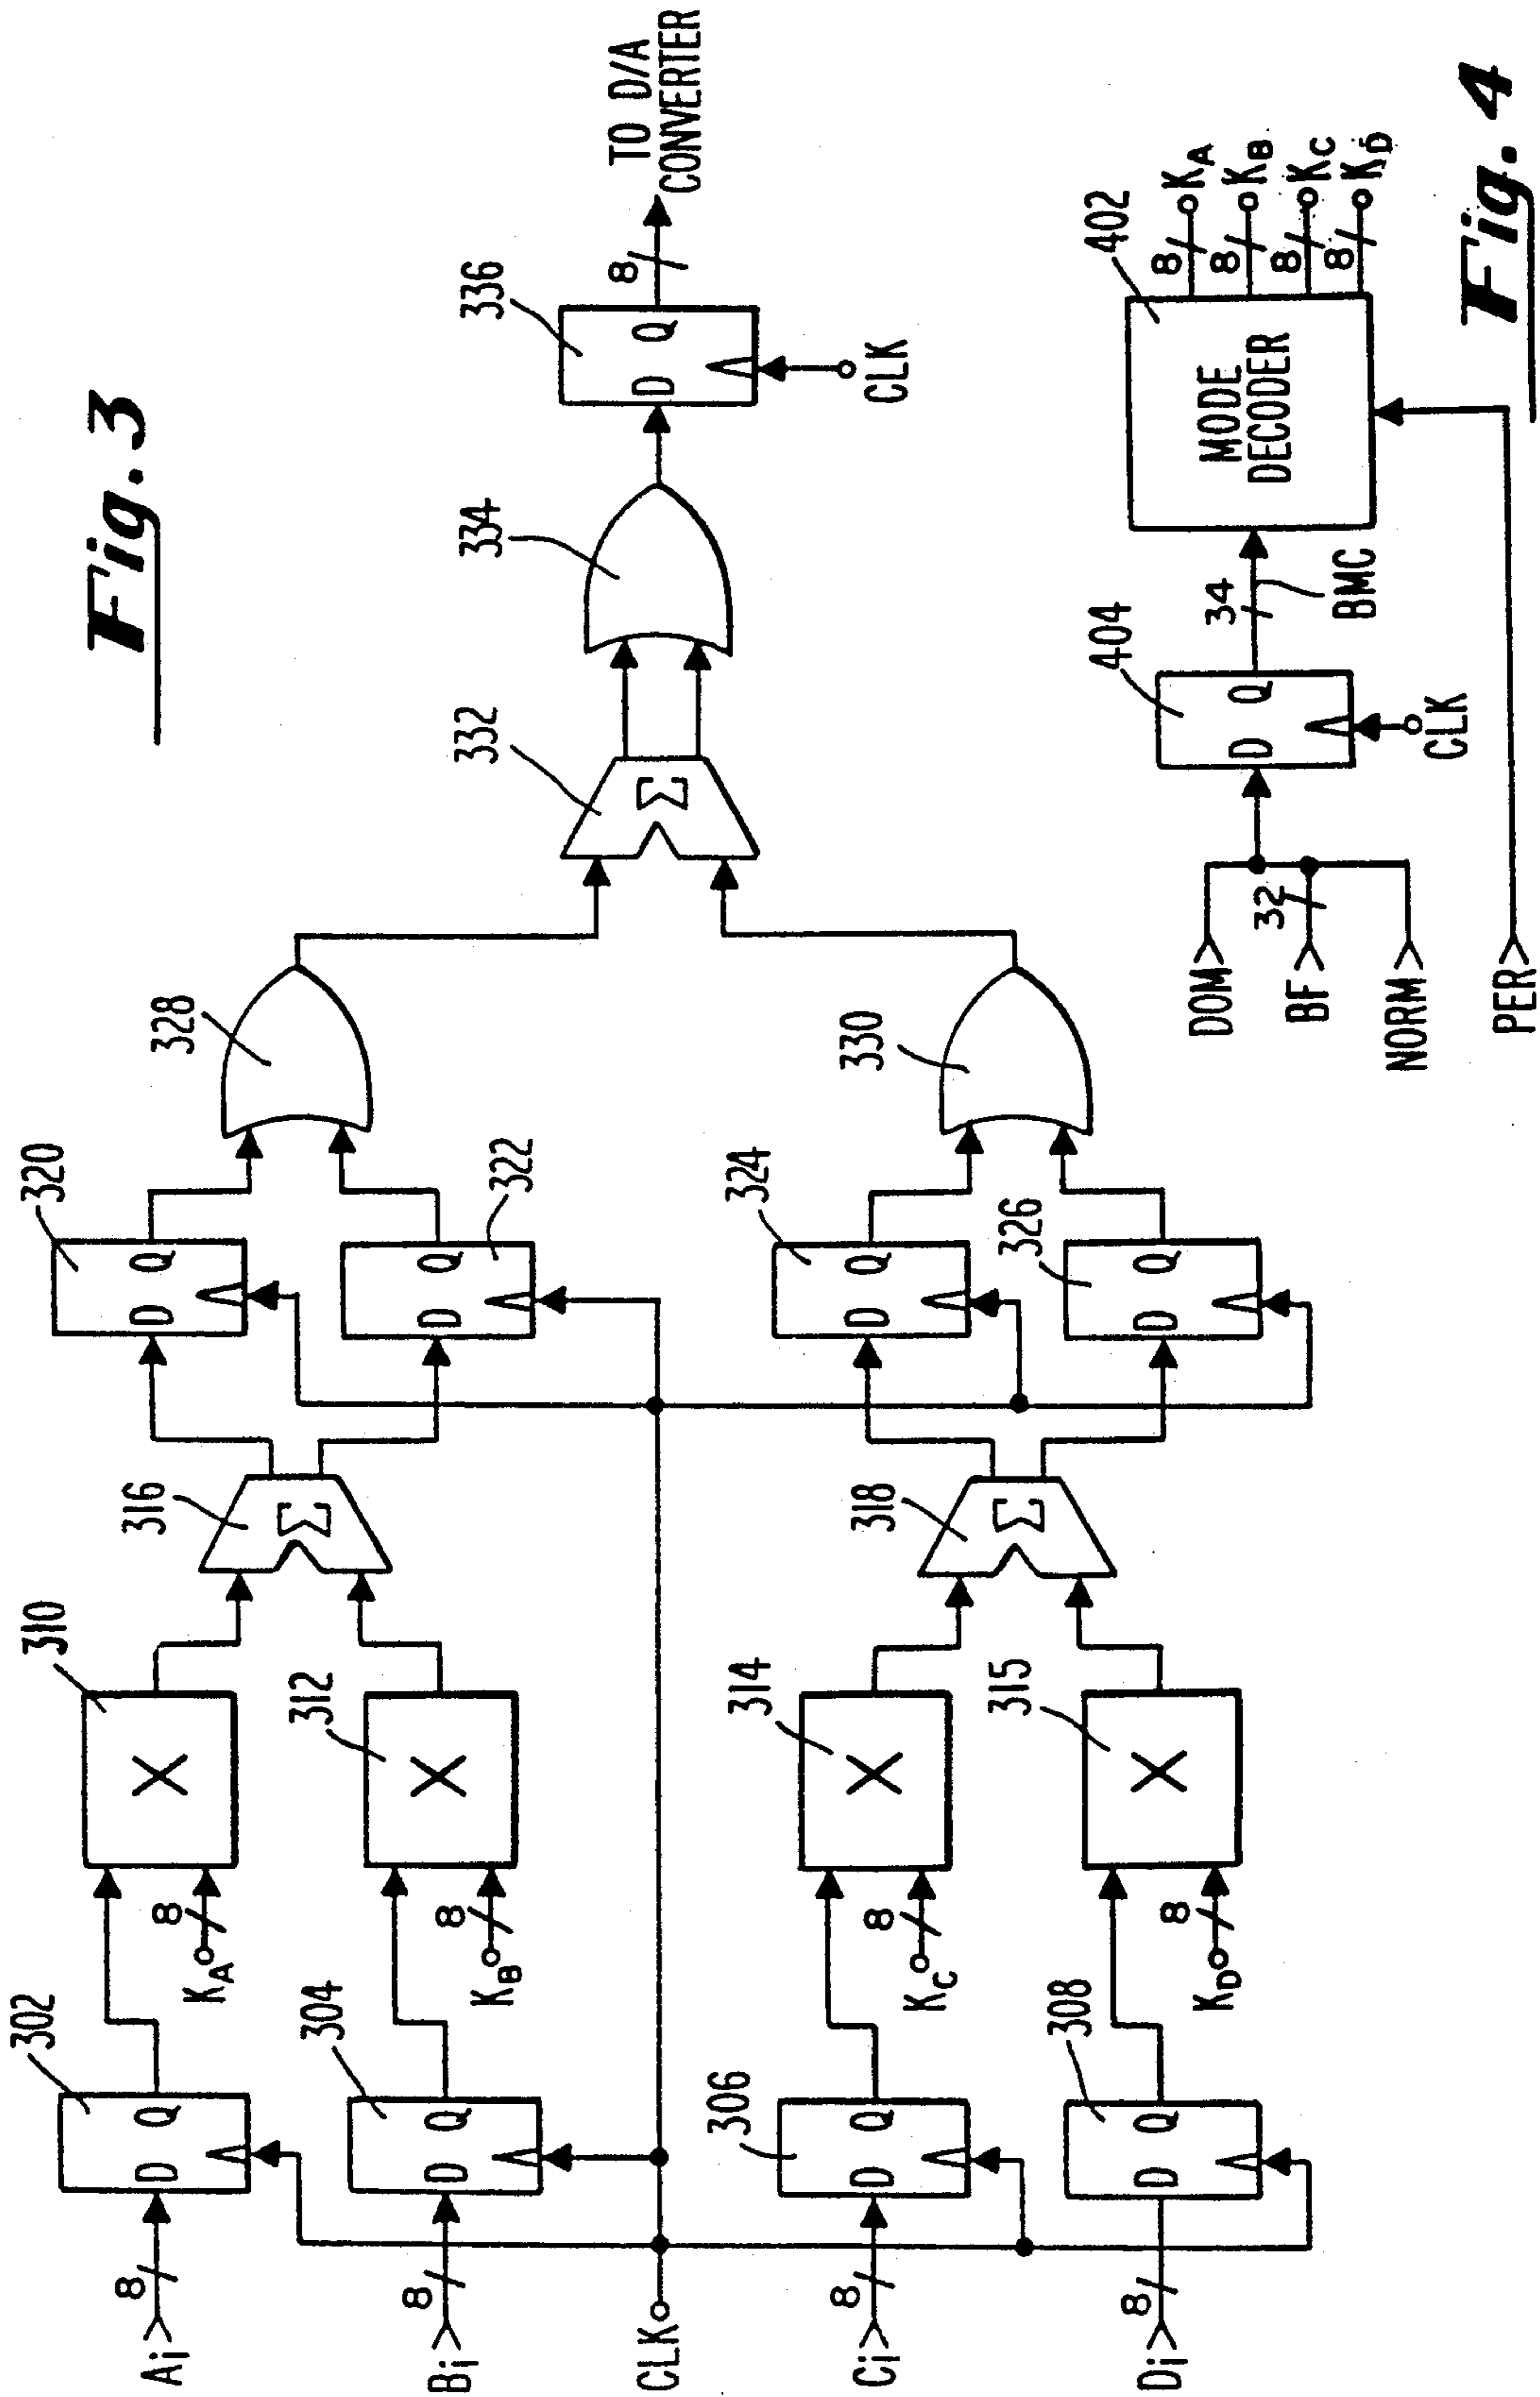 Fig. 3
Ai
8
302
D Q
KA
8
310
X
316
Σ
320
D Q
328
Bi
8
304
D Q
KB
8
312
X
322
D Q
CLK
332
Σ
334
336
D Q
CLK
8
TO D/A
CONVERTER
Ci
8
306
D Q
KC
8
314
X
318
Σ
324
D Q
330
Di
8
308
D Q
KD
8
315
X
326
D Q
DOM
BF
32
NORM
PER
404
D Q
CLK
34
BMC
402
MODE
DECODER
8 KA
8 KB
8 KC
8 KD
Fig. 4